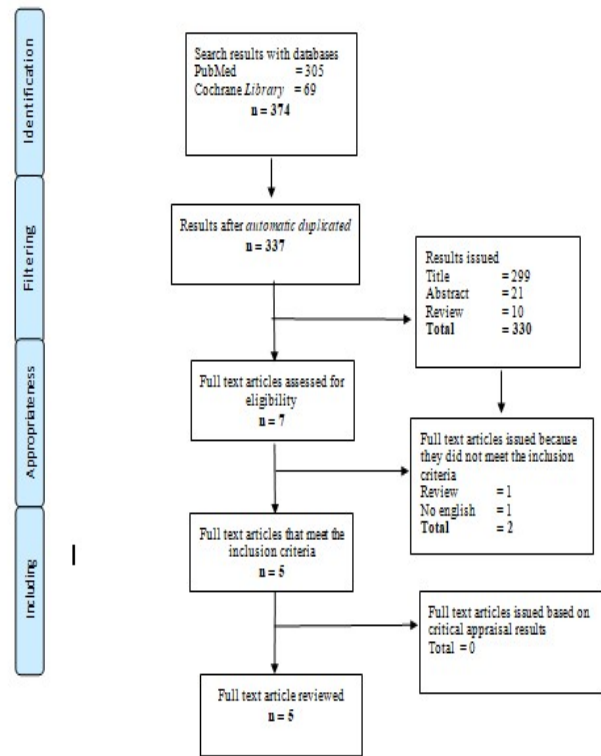 Identification
Search results with databases
PubMed = 305
Cochrane Library = 69
n = 374
Filtering
Results after automatic duplicated
n = 337
Results issued
Title = 299
Abstract = 21
Review = 10
Total = 330
Appropriateness
Full text articles assessed for
eligibility
n = 7
Full text articles issued because
they did not meet the inclusion
criteria
Review = 1
No english = 1
Total = 2
Including
Full text articles that meet the
inclusion criteria
n = 5
Full text articles issued based on
critical appraisal results
Total = 0
Full text article reviewed
n = 5